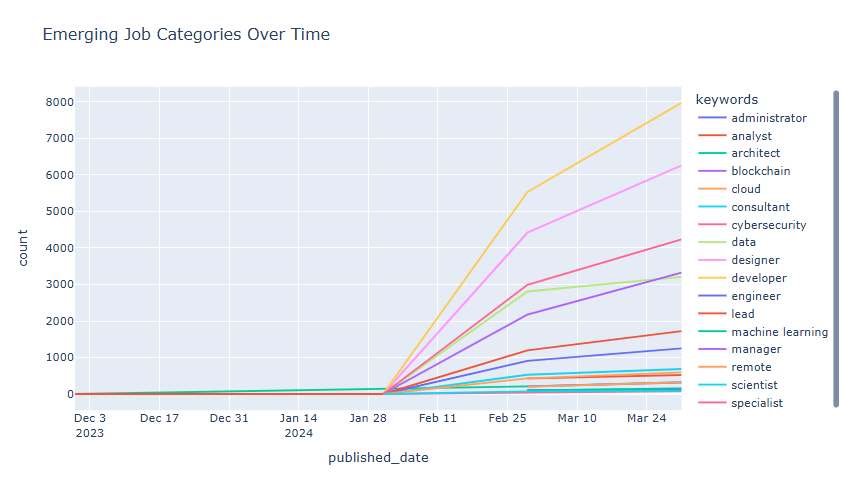 Emerging Job Categories Over Time
keywords
administrator
analyst
architect
blockchain
cloud
consultant
cybersecurity
data
designer
developer
engineer
lead
machine learning
manager
remote
scientist
specialist
count
8000
7000
6000
5000
4000
3000
2000
1000
0
Dec 3
2023
Dec 17
Dec 31
Jan 14
2024
Jan 28
Feb 11
Feb 25
Mar 10
Mar 24
published_date